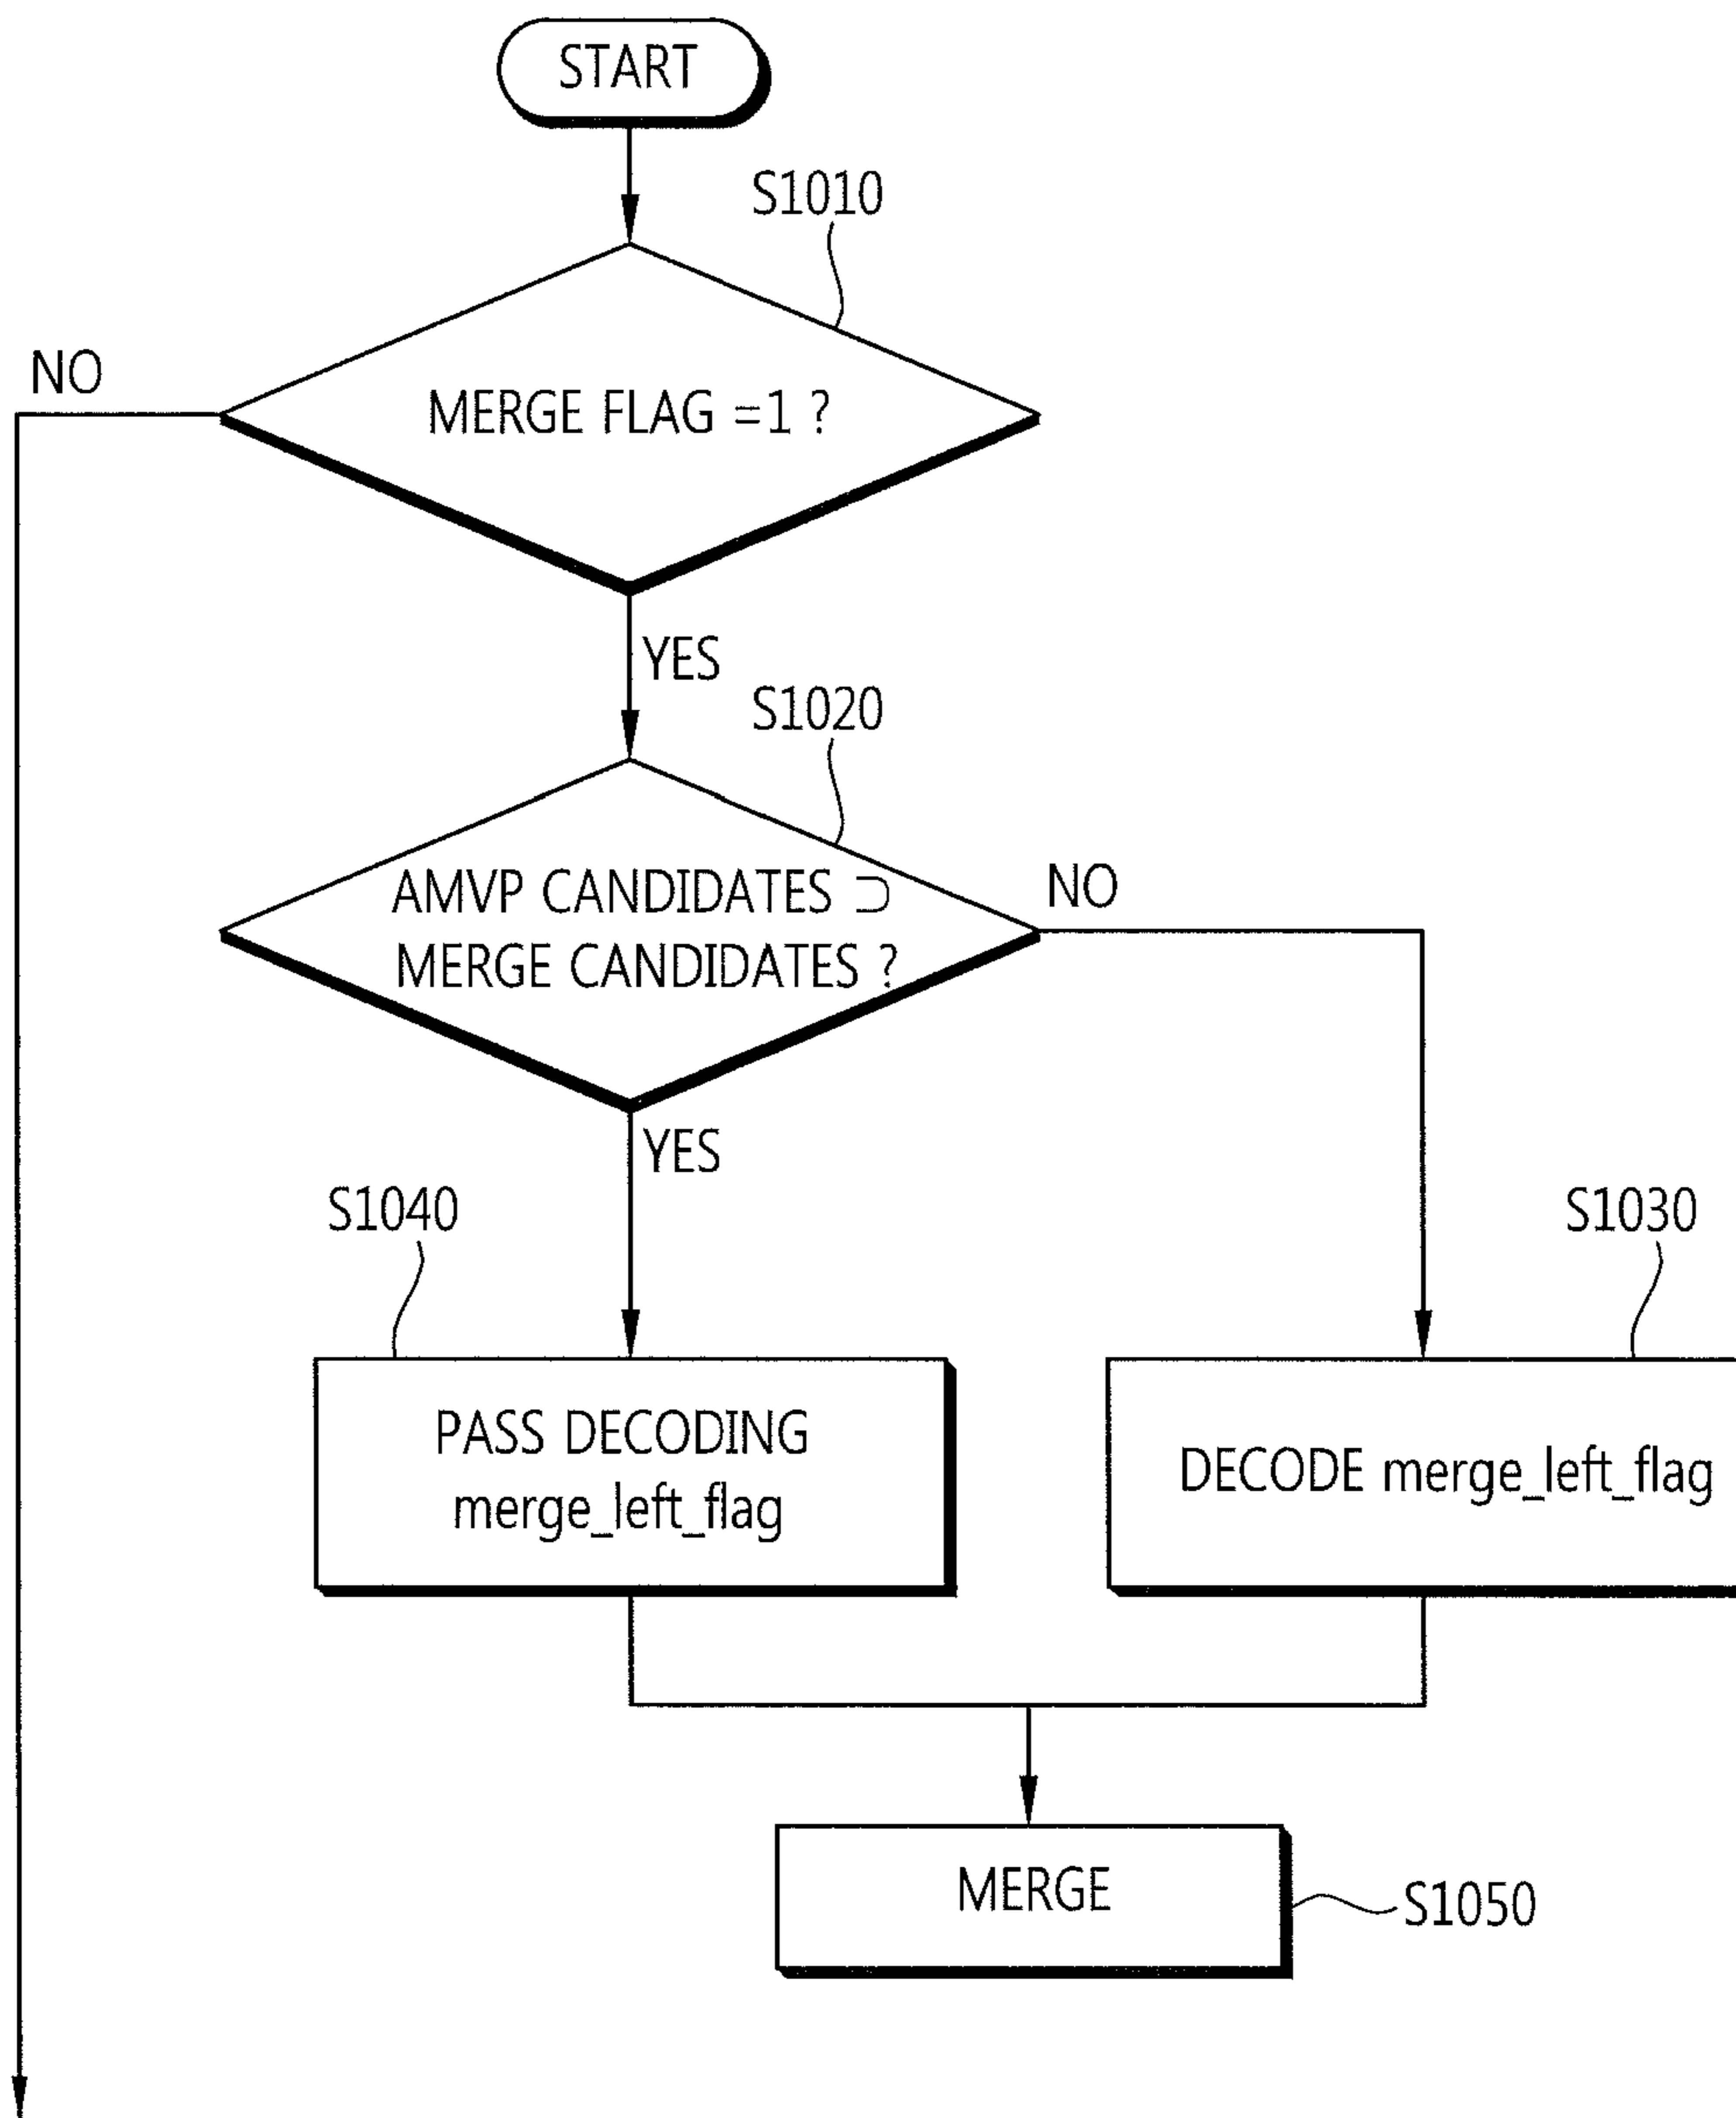 START
S1010
NO
MERGE FLAG =1 ?
YES
S1020
AMVP CANDIDATES ⊃
MERGE CANDIDATES ?
NO
YES
S1040
S1030
PASS DECODING
merge_left_flag
DECODE merge_left_flag
MERGE
S1050